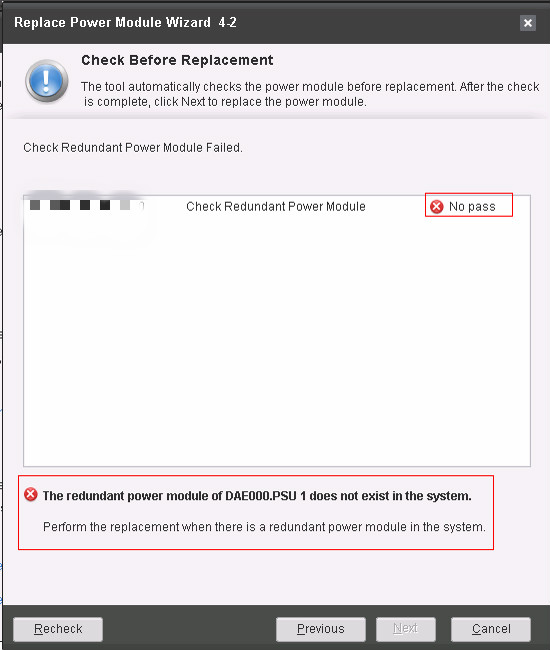 Replace Power Module Wizard 4-2
Check Before Replacement
The tool automatically checks the power module before replacement. After the check
is complete, click Next to replace the power module.
Check Redundant Power Module Failed.
Check Redundant Power Module No pass
The redundant power module of DAE000.PSU 1 does not exist in the system.
Perform the replacement when there is a redundant power module in the system.
Recheck Previous Next Cancel